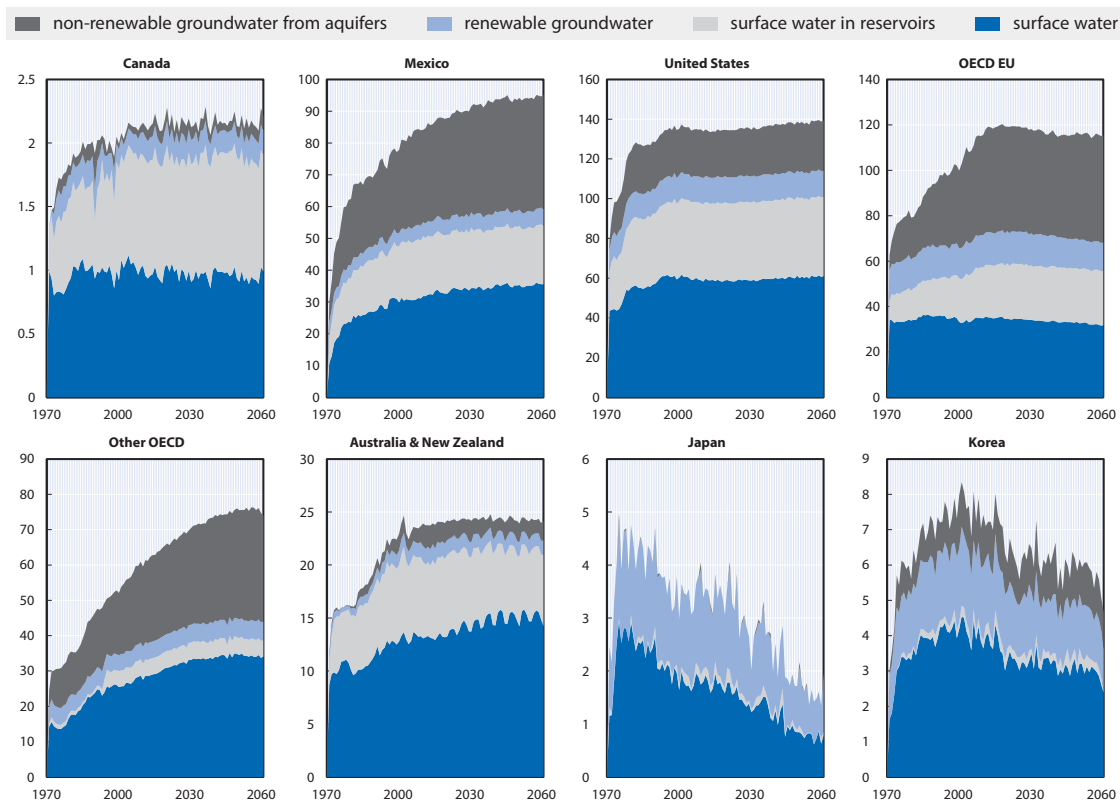 non-renewable groundwater from aquifers renewable groundwater surface water in reservoirs surface water
Canada Mexico United States OECD EU
2.5 100 160 140
90
140 120
2 80
120
70 100
1.5 60 100
80
50 80
1 40 60
60
30
40
40
0.5 20
20
10 20
0 0 0 0
1970 2000 2030 2060 1970 2000 2030 2060 1970 2000 2030 2060 1970 2000 2030 2060
Other OECD Australia & New Zealand Japan Korea
90 30 6 9
80 8
25 5
70 7
60 20 4 6
50 5
15 3
40 4
30 10 2 3
20 2
5 1
10 1
0 0 0 0
1970 2000 2030 2060 1970 2000 2030 2060 1970 2000 2030 2060 1970 2000 2030 2060